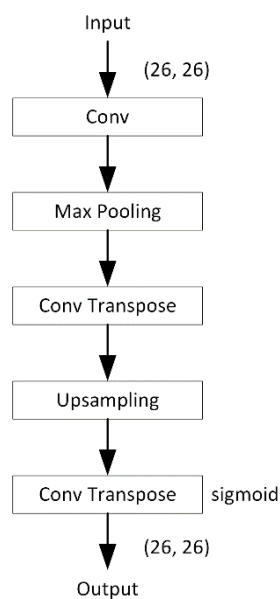 Input
(26, 26)
Conv
Max Pooling
Conv Transpose
Upsampling
Conv Transpose sigmoid
(26, 26)
Output